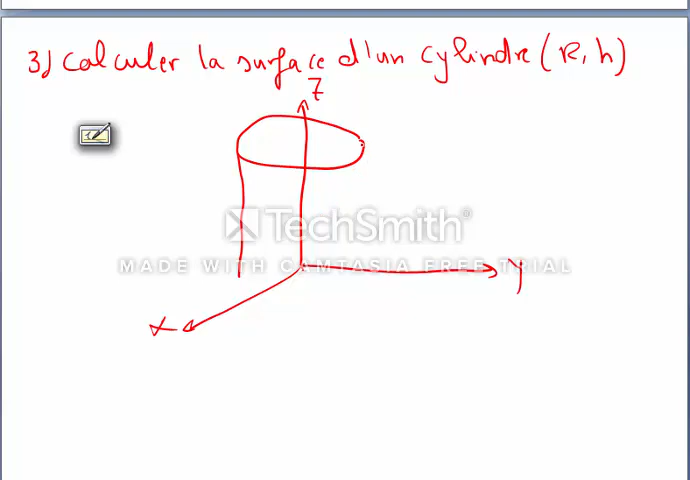 3) Calculer la surface d'un cylindre (R, h)
Z
TechSmith®
MADE WITH CAMTASIA FREE TRIAL
Y
X